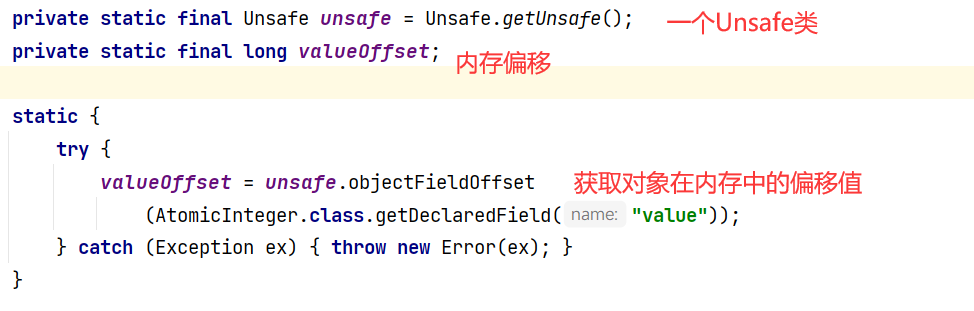 private static final Unsafe unsafe = Unsafe.getUnsafe(); 一个Unsafe类
private static final long valueOffset; 内存偏移
static {
try {
valueOffset = unsafe.objectFieldOffset 获取对象在内存中的偏移值
(AtomicInteger.class.getDeclaredField( name: "value"));
} catch (Exception ex) { throw new Error(ex); }
}